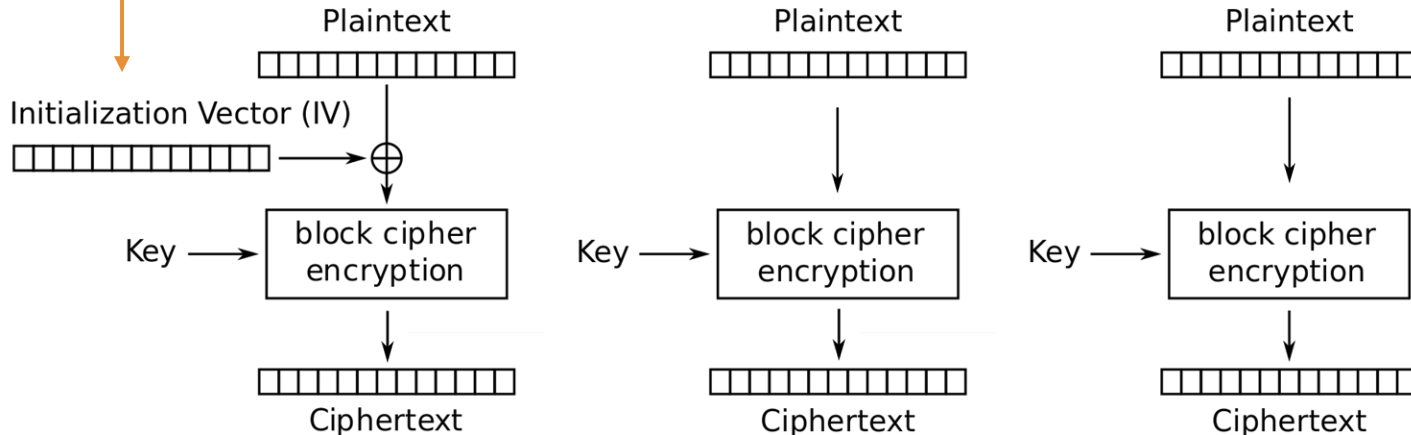 Plaintext
Plaintext
Plaintext
Initialization Vector (IV)
Key
block cipher
encryption
Key
block cipher
encryption
Key
block cipher
encryption
Ciphertext
Ciphertext
Ciphertext